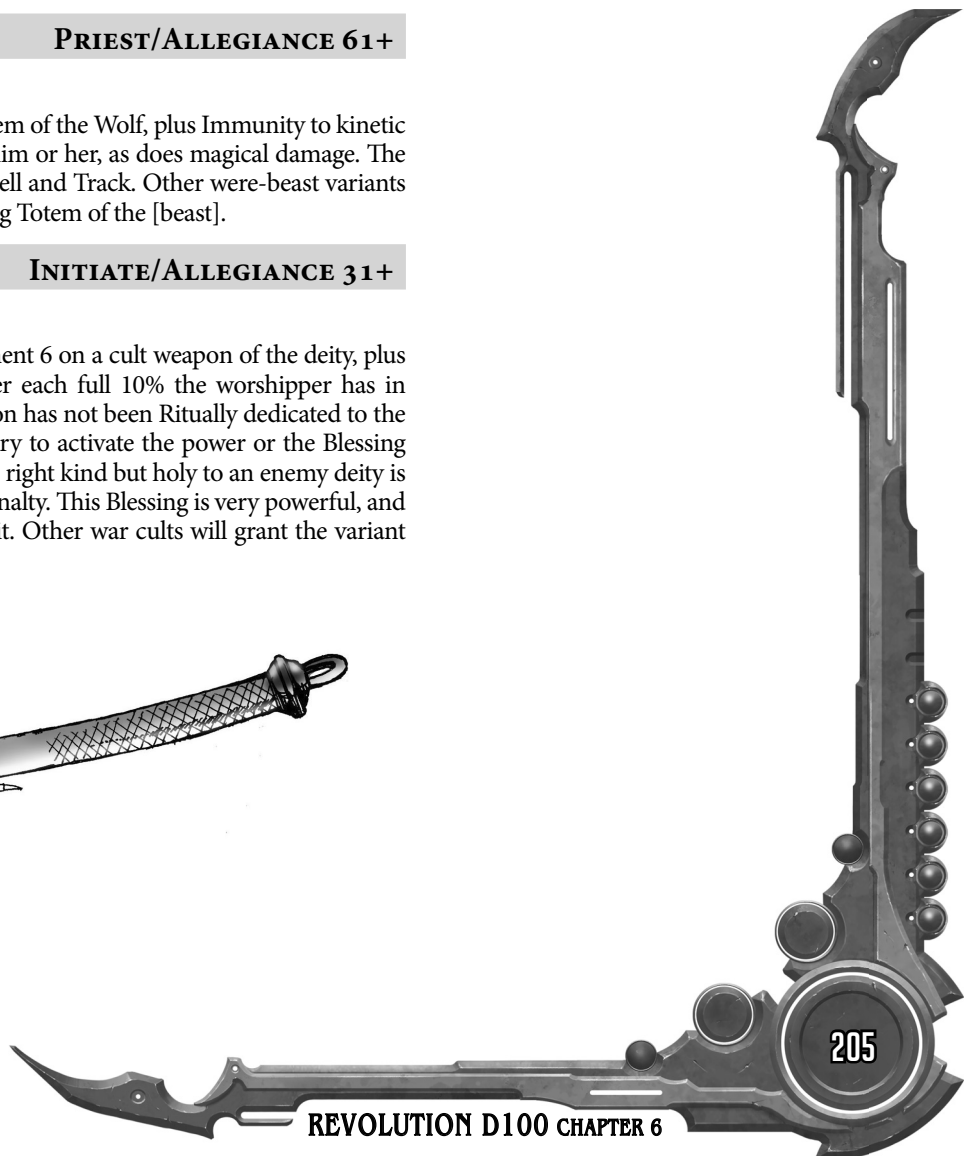 PRIEST/ALLEGIANCE 61+
em of the Wolf, plus Immunity to kinetic
im or her, as does magical damage. The
ell and Track. Other were-beast variants
g Totem of the [beast].
INITIATE/ALLEGIANCE 31+
ent 6 on a cult weapon of the deity, plus
er each full 10% the worshipper has in
on has not been Ritually dedicated to the
ry to activate the power or the Blessing
right kind but holy to an enemy deity is
nalty. This Blessing is very powerful, and
it. Other war cults will grant the variant
205
REVOLUTION D100 CHAPTER 6